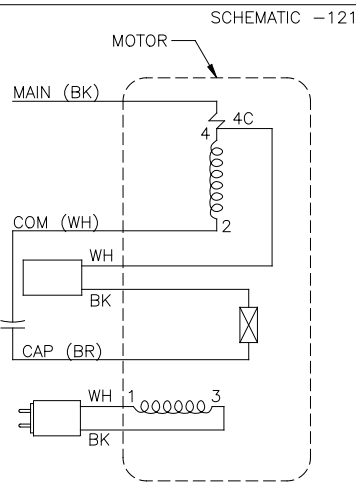 SCHEMATIC -121
MOTOR
MAIN (BK)
4 4C
COM (WH)
2
WH
BK
CAP (BR)
WH 1 3
BK